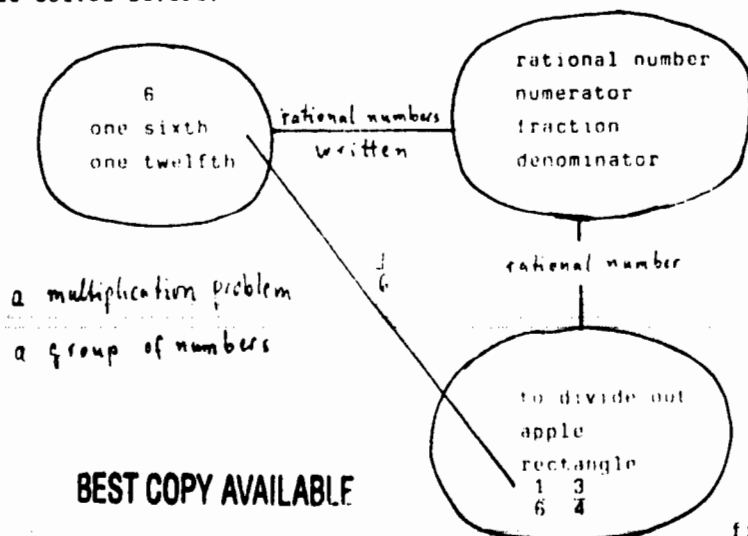 6
one sixth
one twelfth
rational numbers
written
rational number
numerator
fraction
denominator
1
6
rational number
a multiplication problem
a group of numbers
to divide out
apple
rectangle
1 3
6 4
BEST COPY AVAILABLE